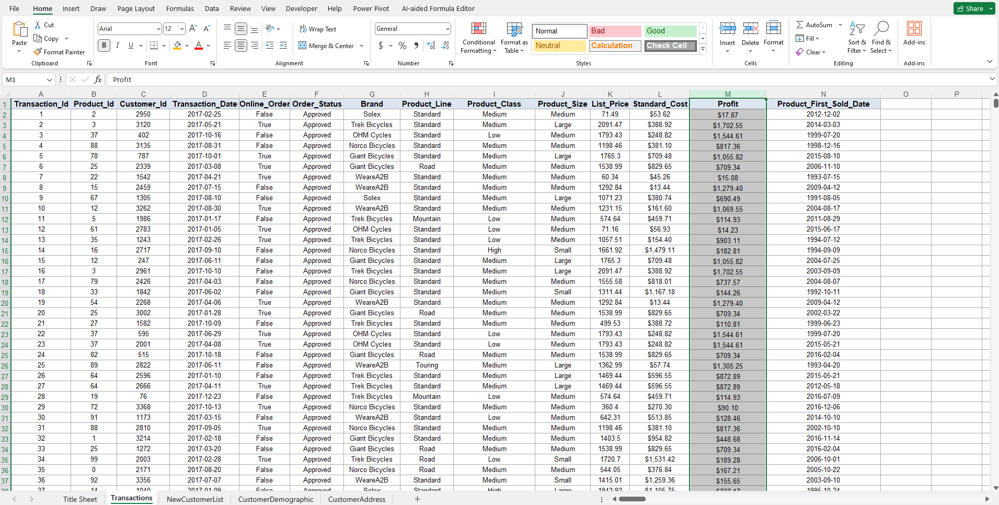 File Home Insert Draw Page Layout Formulas Data Review View Developer Help Power Pivot AI-aided Formula Editor Share
Paste Cut Copy Format Painter Clipboard
Arial 12 B I U Font
Wrap Text Merge & Center Alignment
General $ % Number
Conditional Formatting Format as Table Normal Bad Good Neutral Calculation Check Cell Styles
Insert Delete Format Cells
AutoSum Fill Clear Sort & Filter Find & Select Editing
Add-ins Add-ins
M1 fx Profit
A B C D E F G H I J K L M N O P
1 Transaction_Id Product_Id Customer_Id Transaction_Date Online_Order Order_Status Brand Product_Line Product_Class Product_Size List_Price Standard_Cost Profit Product_First_Sold_Date
2 1 2 2950 2017-02-25 False Approved Solex Standard Medium Medium 71.49 $53.62 $17.87 2012-12-02
3 2 3 3120 2017-05-21 True Approved Trek Bicycles Standard Medium Large 2091.47 $388.92 $1,702.55 2014-03-03
4 3 37 402 2017-10-16 False Approved OHM Cycles Standard Low Medium 1793.43 $248.82 $1,544.61 1999-07-20
5 4 88 3135 2017-08-31 False Approved Norco Bicycles Standard Medium Medium 1198.46 $381.10 $817.36 1998-12-16
6 5 78 787 2017-10-01 True Approved Giant Bicycles Standard Medium Large 1765.3 $709.48 $1,055.82 2015-08-10
7 6 25 2339 2017-03-08 True Approved Giant Bicycles Road Medium Medium 1538.99 $829.65 $709.34 2006-11-10
8 7 22 1542 2017-04-21 True Approved WeareA2B Standard Medium Medium 60.34 $45.26 $15.08 1993-07-15
9 8 15 2459 2017-07-15 False Approved WeareA2B Standard Medium Medium 1292.84 $13.44 $1,279.40 2009-04-12
10 9 67 1305 2017-08-10 False Approved Solex Standard Medium Large 1071.23 $380.74 $690.49 1991-08-05
11 10 12 3262 2017-08-30 True Approved WeareA2B Standard Medium Medium 1231.15 $161.60 $1,069.55 2004-08-17
12 11 5 1986 2017-01-17 False Approved Trek Bicycles Mountain Low Medium 574.64 $459.71 $114.93 2011-08-29
13 12 61 2783 2017-01-05 True Approved OHM Cycles Standard Low Medium 71.16 $56.93 $14.23 2015-06-17
14 13 35 1243 2017-02-26 True Approved Trek Bicycles Standard Low Medium 1057.51 $154.40 $903.11 1994-07-12
15 14 16 2717 2017-09-10 False Approved Norco Bicycles Standard High Small 1661.92 $1,479.11 $182.81 1994-09-09
16 15 12 247 2017-06-11 False Approved Giant Bicycles Standard Medium Large 1765.3 $709.48 $1,055.82 2004-07-25
17 16 3 2961 2017-10-10 False Approved Trek Bicycles Standard Medium Large 2091.47 $388.92 $1,702.55 2003-09-09
18 17 79 2426 2017-04-03 False Approved Norco Bicycles Standard Medium Medium 1555.58 $818.01 $737.57 2004-08-07
19 18 33 1842 2017-06-02 False Approved Giant Bicycles Standard Medium Small 1311.44 $1,167.18 $144.26 1992-10-11
20 19 54 2268 2017-04-06 True Approved WeareA2B Standard Medium Medium 1292.84 $13.44 $1,279.40 2009-04-12
21 20 25 3002 2017-01-28 True Approved Giant Bicycles Road Medium Medium 1538.99 $829.65 $709.34 2002-03-22
22 21 27 1582 2017-10-09 False Approved Trek Bicycles Standard Medium Medium 499.53 $388.72 $110.81 1999-06-23
23 22 37 595 2017-06-29 True Approved OHM Cycles Standard Low Medium 1793.43 $248.82 $1,544.61 1999-07-20
24 23 37 2001 2017-04-08 True Approved OHM Cycles Standard Low Medium 1793.43 $248.82 $1,544.61 2015-05-21
25 24 82 515 2017-10-18 False Approved Giant Bicycles Road Medium Medium 1538.99 $829.65 $709.34 2016-02-04
26 25 89 2822 2017-06-11 False Approved WeareA2B Touring Medium Large 1362.99 $57.74 $1,305.25 1993-04-20
27 26 64 2596 2017-01-10 False Approved Trek Bicycles Standard Medium Large 1469.44 $596.55 $872.89 2015-05-21
28 27 64 2666 2017-04-11 True Approved Trek Bicycles Standard Medium Large 1469.44 $596.55 $872.89 2012-05-18
29 28 19 76 2017-12-23 False Approved Trek Bicycles Mountain Low Medium 574.64 $459.71 $114.93 2016-07-09
30 29 72 3368 2017-10-13 True Approved Norco Bicycles Standard Medium Medium 360.4 $270.30 $90.10 2016-12-06
31 30 91 1173 2017-03-15 False Approved WeareA2B Standard Low Medium 642.31 $513.85 $128.46 2014-10-10
32 31 88 2810 2017-09-05 True Approved Norco Bicycles Standard Medium Medium 1198.46 $381.10 $817.36 2002-10-10
33 32 1 3214 2017-02-18 False Approved Giant Bicycles Standard Medium Medium 1403.5 $954.82 $448.68 2016-11-14
34 33 25 1272 2017-03-20 False Approved Giant Bicycles Road Medium Medium 1538.99 $829.65 $709.34 2016-02-04
35 34 99 2003 2017-02-28 True Approved Trek Bicycles Road Low Small 1720.7 $1,531.42 $189.28 2006-10-01
36 35 0 2171 2017-08-20 False Approved Norco Bicycles Road Medium Medium 544.05 $376.84 $167.21 2005-10-22
37 36 92 3356 2017-07-07 False Approved WeareA2B Standard Medium Small 1415.01 $1,259.36 $155.65 2003-09-10
38 37 14 1040 2017-01-09 False Approved Solex Standard High Large 1842.92 $1,105.75 $737.17 1995-10-24
Title Sheet Transactions NewCustomerList CustomerDemographic CustomerAddress